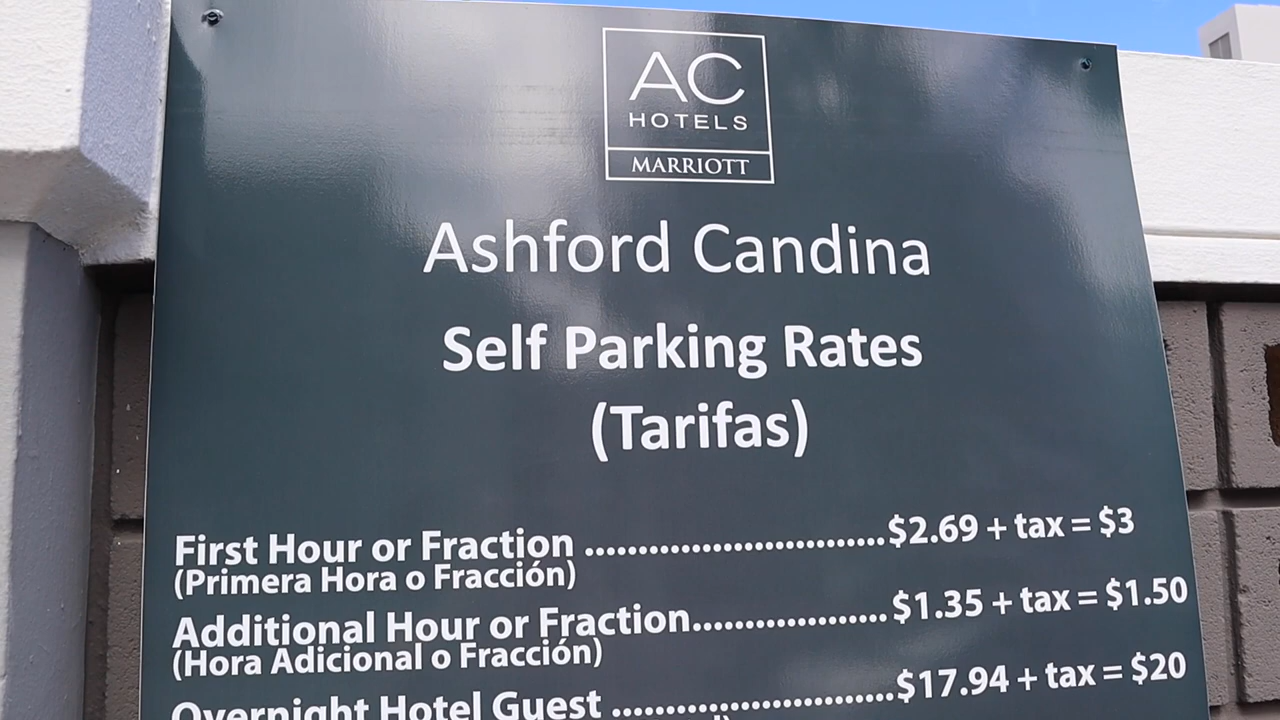 AC
HOTELS
MARRIOTT
Ashford Candina
Self Parking Rates
(Tarifas)
First Hour or Fraction ............................$2.69 + tax = $3
(Primera Hora o Fracción)
Additional Hour or Fraction..................$1.35 + tax = $1.50
(Hora Adicional o Fracción)
Overnight Hotel Guest ..........................$17.94 + tax = $20